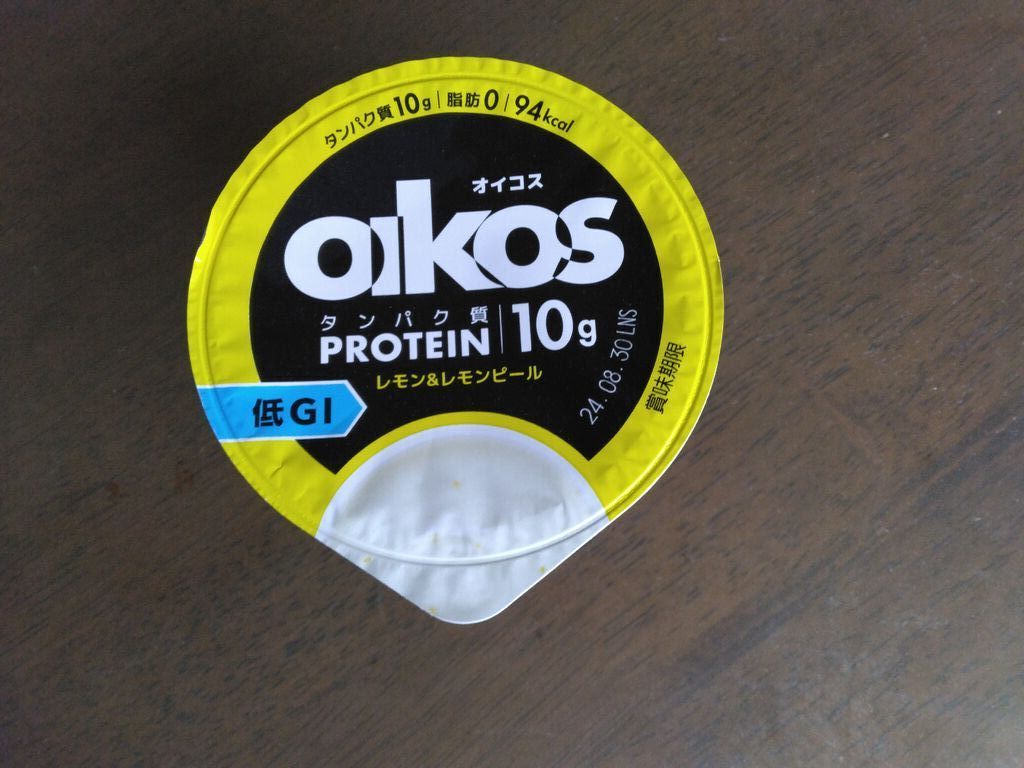 タンパク質10g|脂肪0|94kcal
オイコス
oikos
タンパク質
PROTEIN|10g
レモン&レモンピール
低GI
24.08.30 LNS
賞味期限